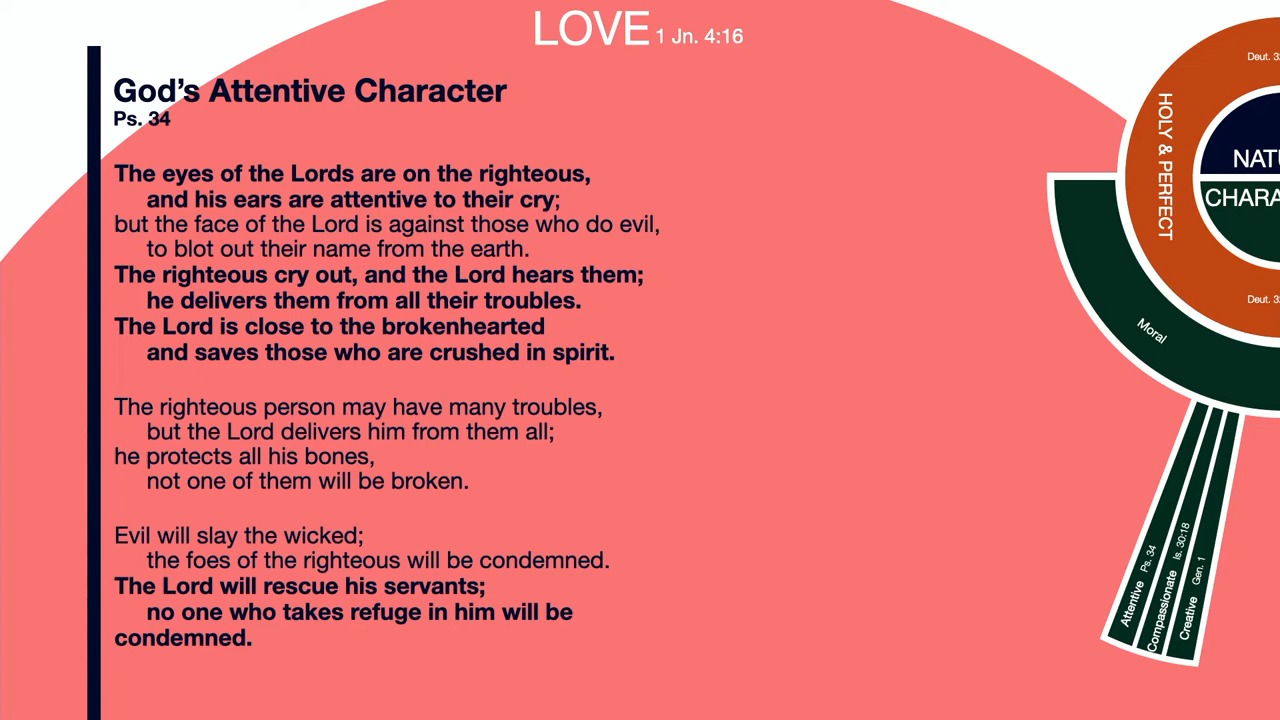 LOVE 1 Jn. 4:16
God's Attentive Character
Ps. 34
The eyes of the Lords are on the righteous,
and his ears are attentive to their cry;
but the face of the Lord is against those who do evil,
to blot out their name from the earth.
The righteous cry out, and the Lord hears them;
he delivers them from all their troubles.
The Lord is close to the brokenhearted
and saves those who are crushed in spirit.
The righteous person may have many troubles,
but the Lord delivers him from them all;
he protects all his bones,
not one of them will be broken.
Evil will slay the wicked;
the foes of the righteous will be condemned.
The Lord will rescue his servants;
no one who takes refuge in him will be
condemned.
Deut.
HOLY & PERFECT
Deut.
Moral
Attentive Ps. 34
Compassionate Is. 30:18
Creative Gen. 1